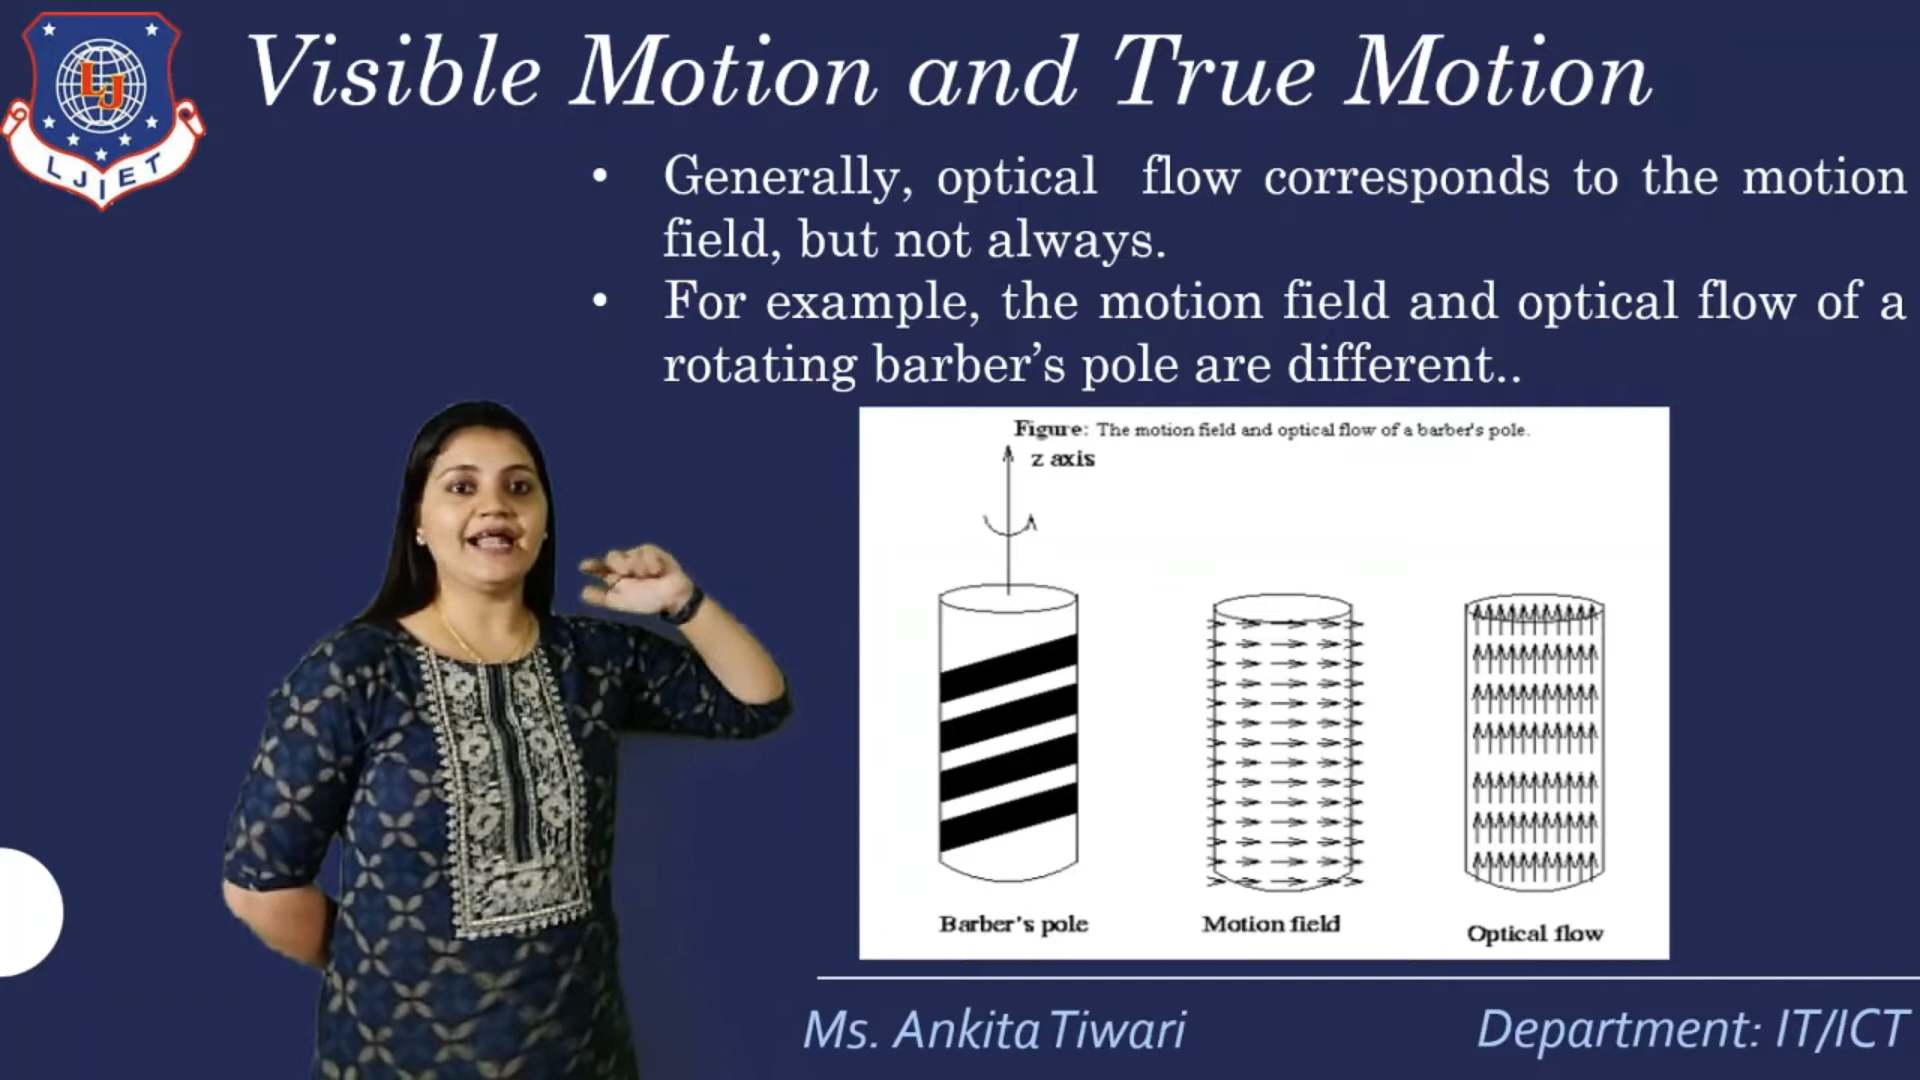 Visible Motion and True Motion
LJ
LJIET
• Generally, optical flow corresponds to the motion
field, but not always.
• For example, the motion field and optical flow of a
rotating barber's pole are different..
Figure: The motion field and optical flow of a barber's pole.
z axis
Barber's pole
Motion field
Optical flow
Ms. Ankita Tiwari
Department: IT/ICT